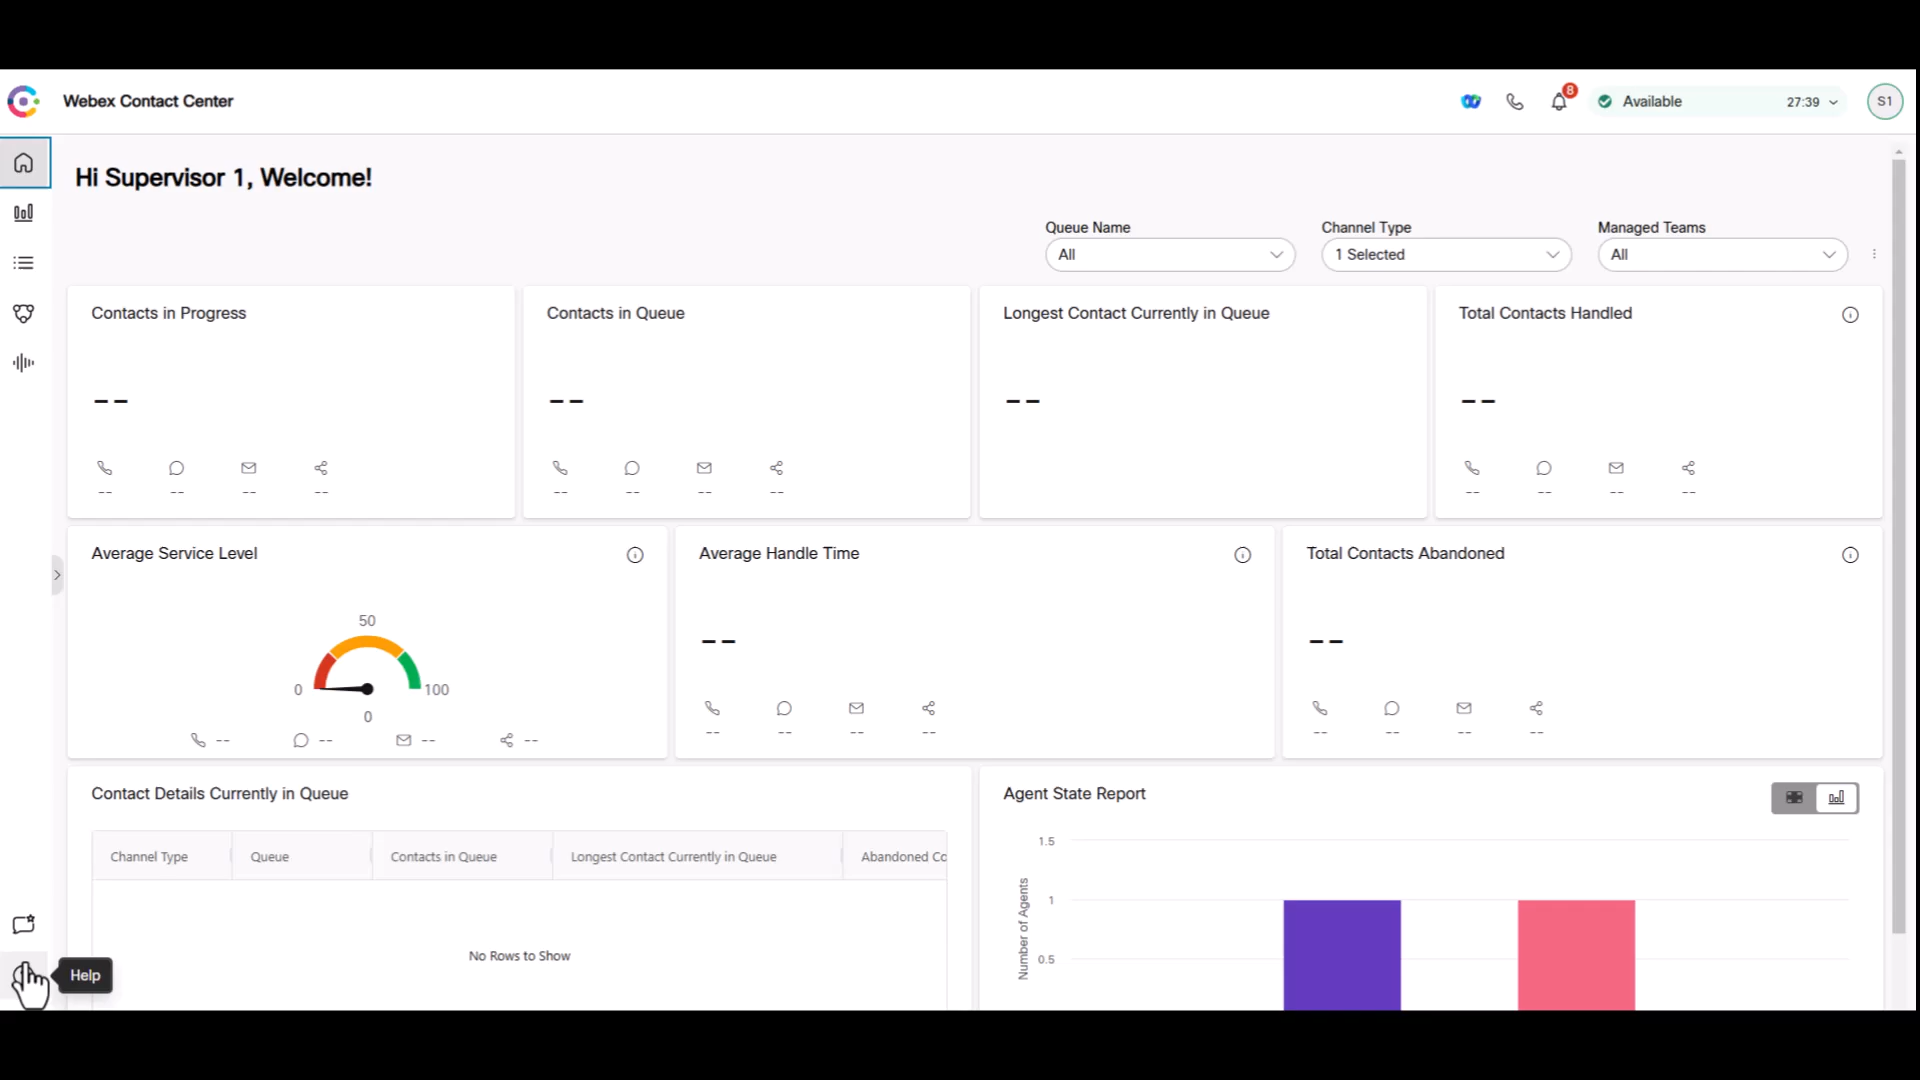 Webex Contact Center
8
Available
27:39
S1
Hi Supervisor 1, Welcome!
Queue Name
Channel Type
Managed Teams
All
1 Selected
All
Contacts in Progress
Contacts in Queue
Longest Contact Currently in Queue
Total Contacts Handled
--
--
--
--
-- -- -- --
-- -- -- --
-- -- -- --
Average Service Level
Average Handle Time
Total Contacts Abandoned
50
0
100
0
-- -- -- --
--
-- -- -- --
--
-- -- -- --
Contact Details Currently in Queue
Channel Type
Queue
Contacts in Queue
Longest Contact Currently in Queue
Abandoned Co
No Rows to Show
Agent State Report
1.5
1
0.5
Number of Agents
Help